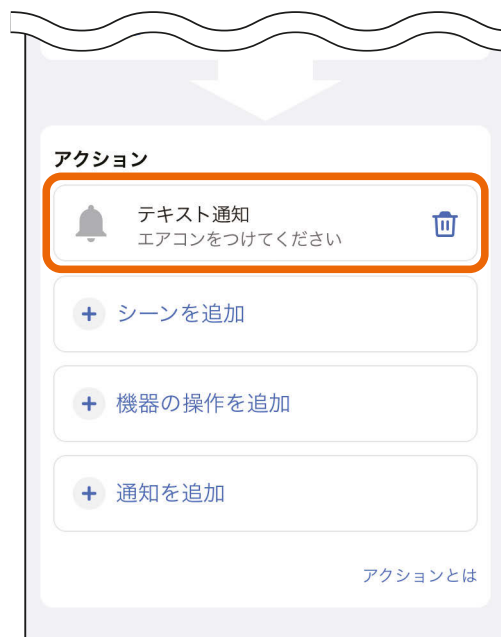 アクション
テキスト通知
エアコンをつけてください
+ シーンを追加
+ 機器の操作を追加
+ 通知を追加
アクションとは